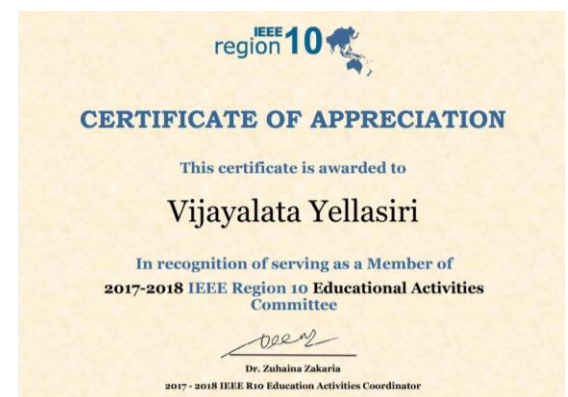 IEEE
region 10
CERTIFICATE OF APPRECIATION
This certificate is awarded to
Vijayalata Yellasiri
In recognition of serving as a Member of
2017-2018 IEEE Region 10 Educational Activities
Committee
Dr. Zuhaina Zakaria
2017 - 2018 IEEE R10 Education Activities Coordinator